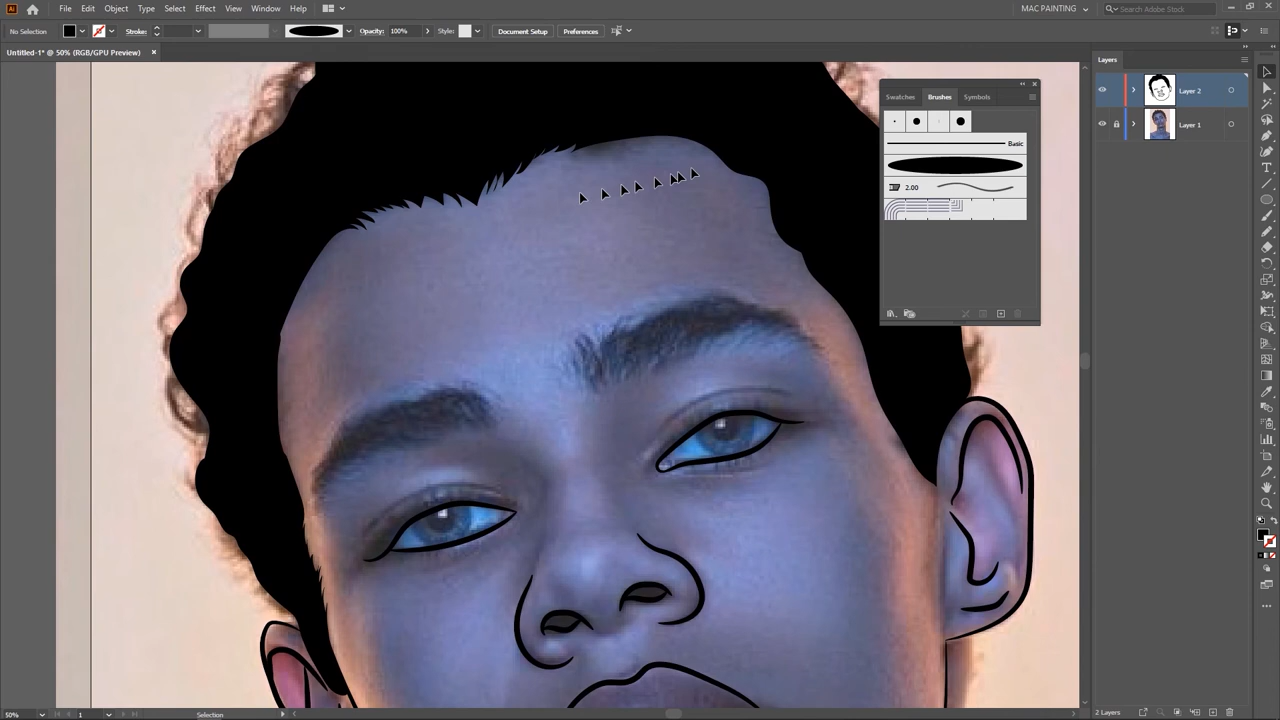 Ai File Edit Object Type Select Effect View Window Help MAC PAINTING Search Adobe Stock
No Selection Stroke: Opacity: 100% Style: Document Setup Preferences
Untitled-1* @ 50% (RGB/GPU Preview) ×
Layers
Layer 2
Layer 1
Swatches Brushes Symbols
Basic
2.00
50% 1 Selection
2 Layers